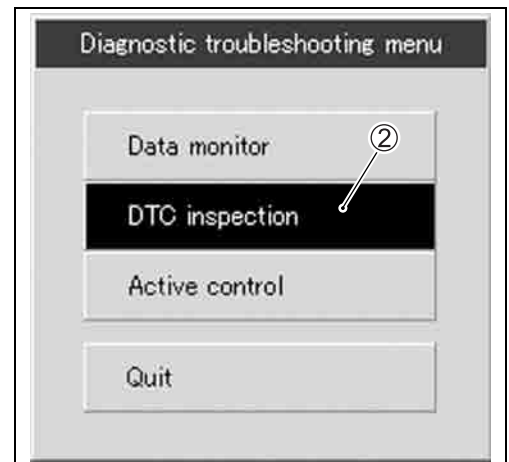 Diagnostic troubleshooting menu
Data monitor
②
DTC inspection
Active control
Quit